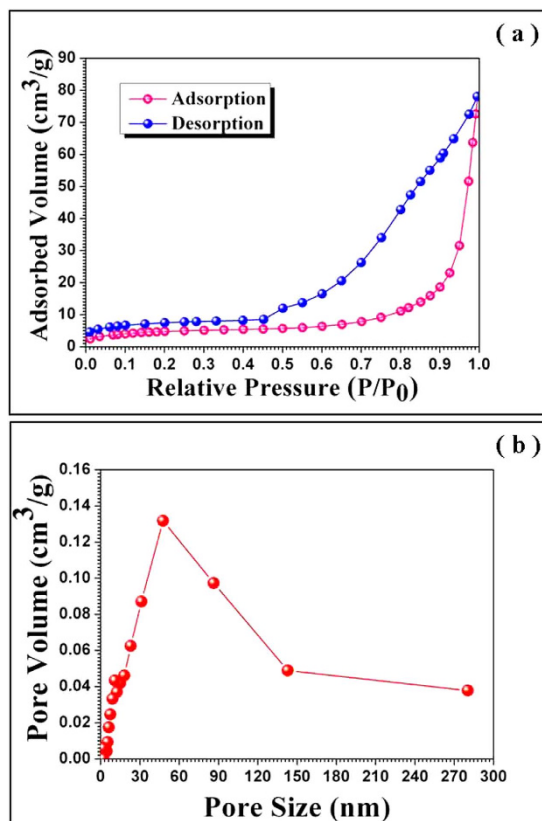 ( a )
Adsorbed Volume (cm³/g)
90
80
70
60
50
40
30
20
10
0
Adsorption
Desorption
0.0 0.1 0.2 0.3 0.4 0.5 0.6 0.7 0.8 0.9 1.0
Relative Pressure (P/P₀)
( b )
Pore Volume (cm³/g)
0.16
0.14
0.12
0.10
0.08
0.06
0.04
0.02
0.00
0 30 60 90 120 150 180 210 240 270 300
Pore Size (nm)